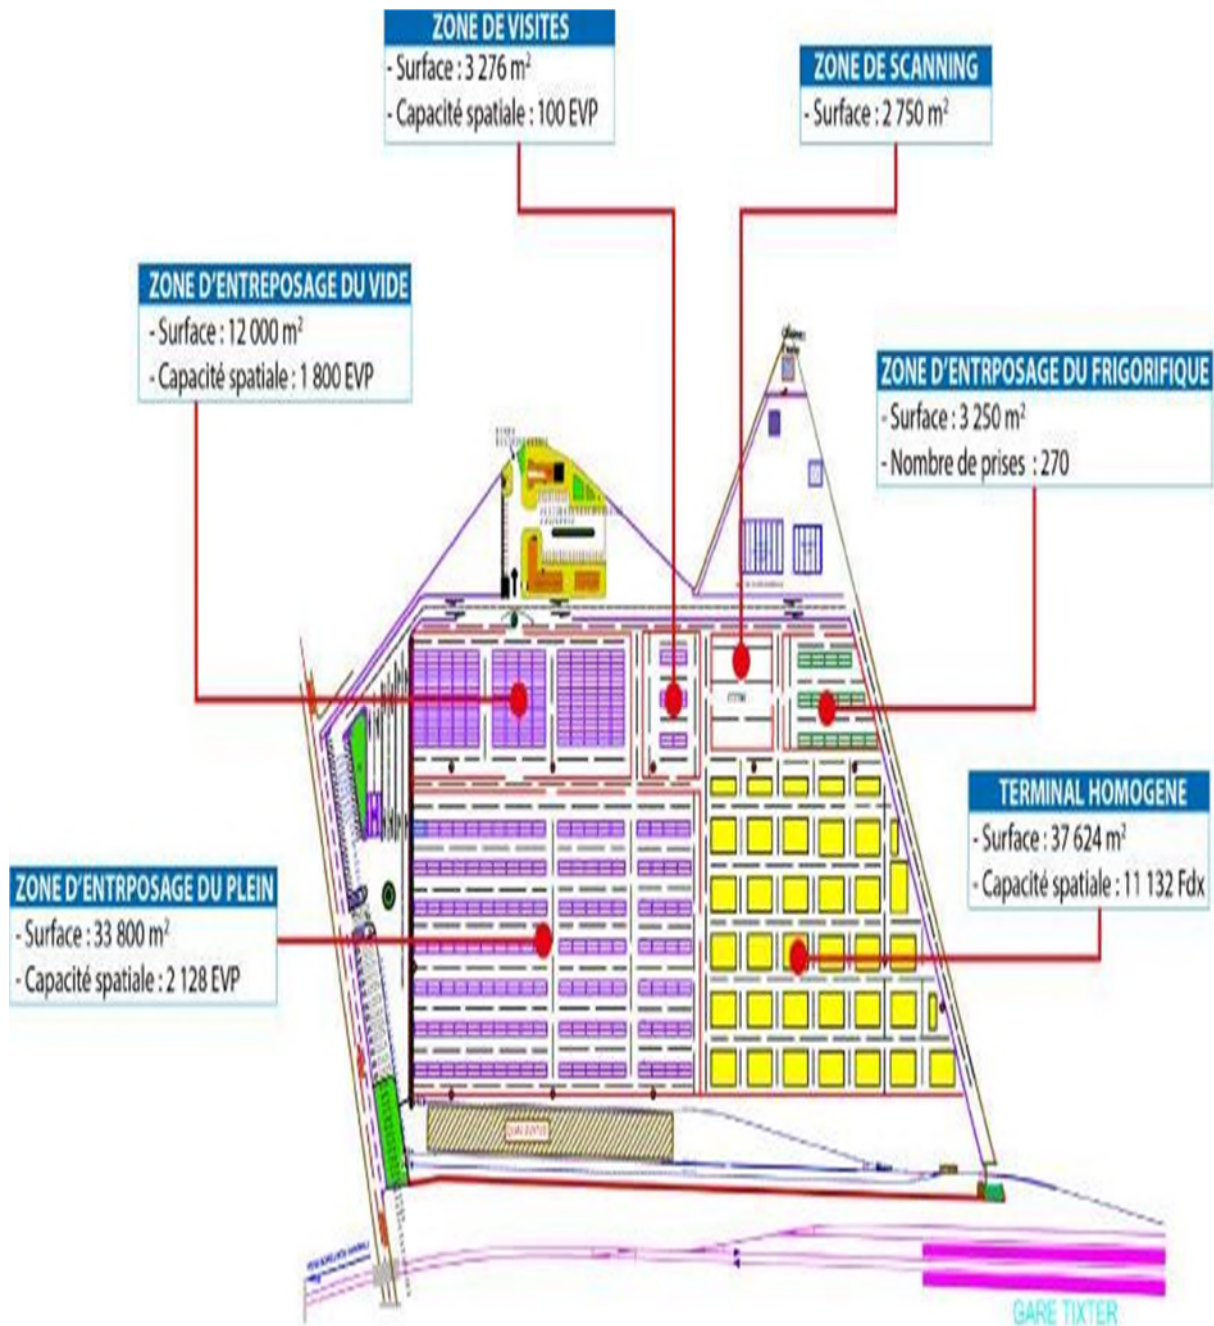 ZONE DE VISITES
- Surface : 3 276 m²
- Capacité spatiale : 100 EVP
ZONE DE SCANNING
- Surface : 2 750 m²
ZONE D'ENTREPOSAGE DU VIDE
- Surface : 12 000 m²
- Capacité spatiale : 1 800 EVP
ZONE D'ENTRPOSAGE DU FRIGORIFIQUE
- Surface : 3 250 m²
- Nombre de prises : 270
TERMINAL HOMOGENE
- Surface : 37 624 m²
- Capacité spatiale : 11 132 Fdx
ZONE D'ENTRPOSAGE DU PLEIN
- Surface : 33 800 m²
- Capacité spatiale : 2 128 EVP
GARE TIXTER